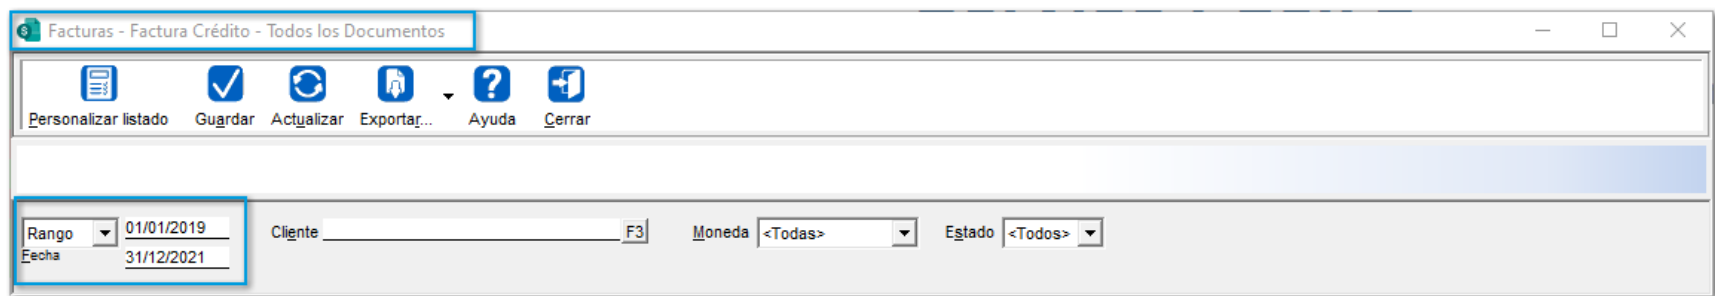 Facturas - Factura Crédito - Todos los Documentos
Personalizar listado Guardar Actualizar Exportar... Ayuda Cerrar
Rango 01/01/2019 Cliente F3 Moneda <Todas> Estado <Todos>
Fecha 31/12/2021